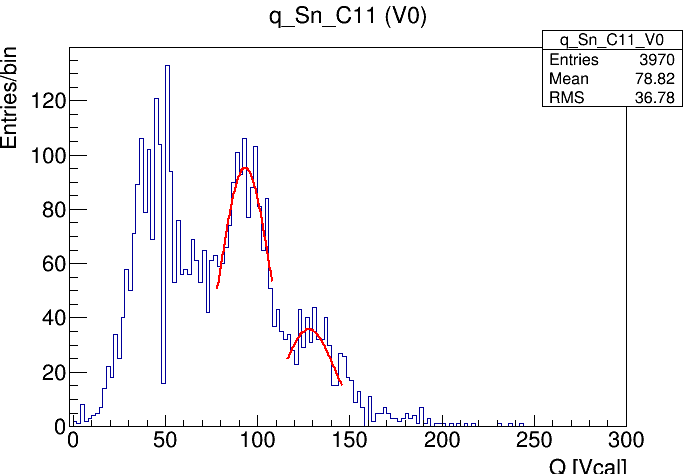 q_Sn_C11 (V0)
q_Sn_C11_V0
Entries 3970
Mean 78.82
RMS 36.78
Entries/bin
120
100
80
60
40
20
0
0 50 100 150 200 250 300
Q [Vcal]